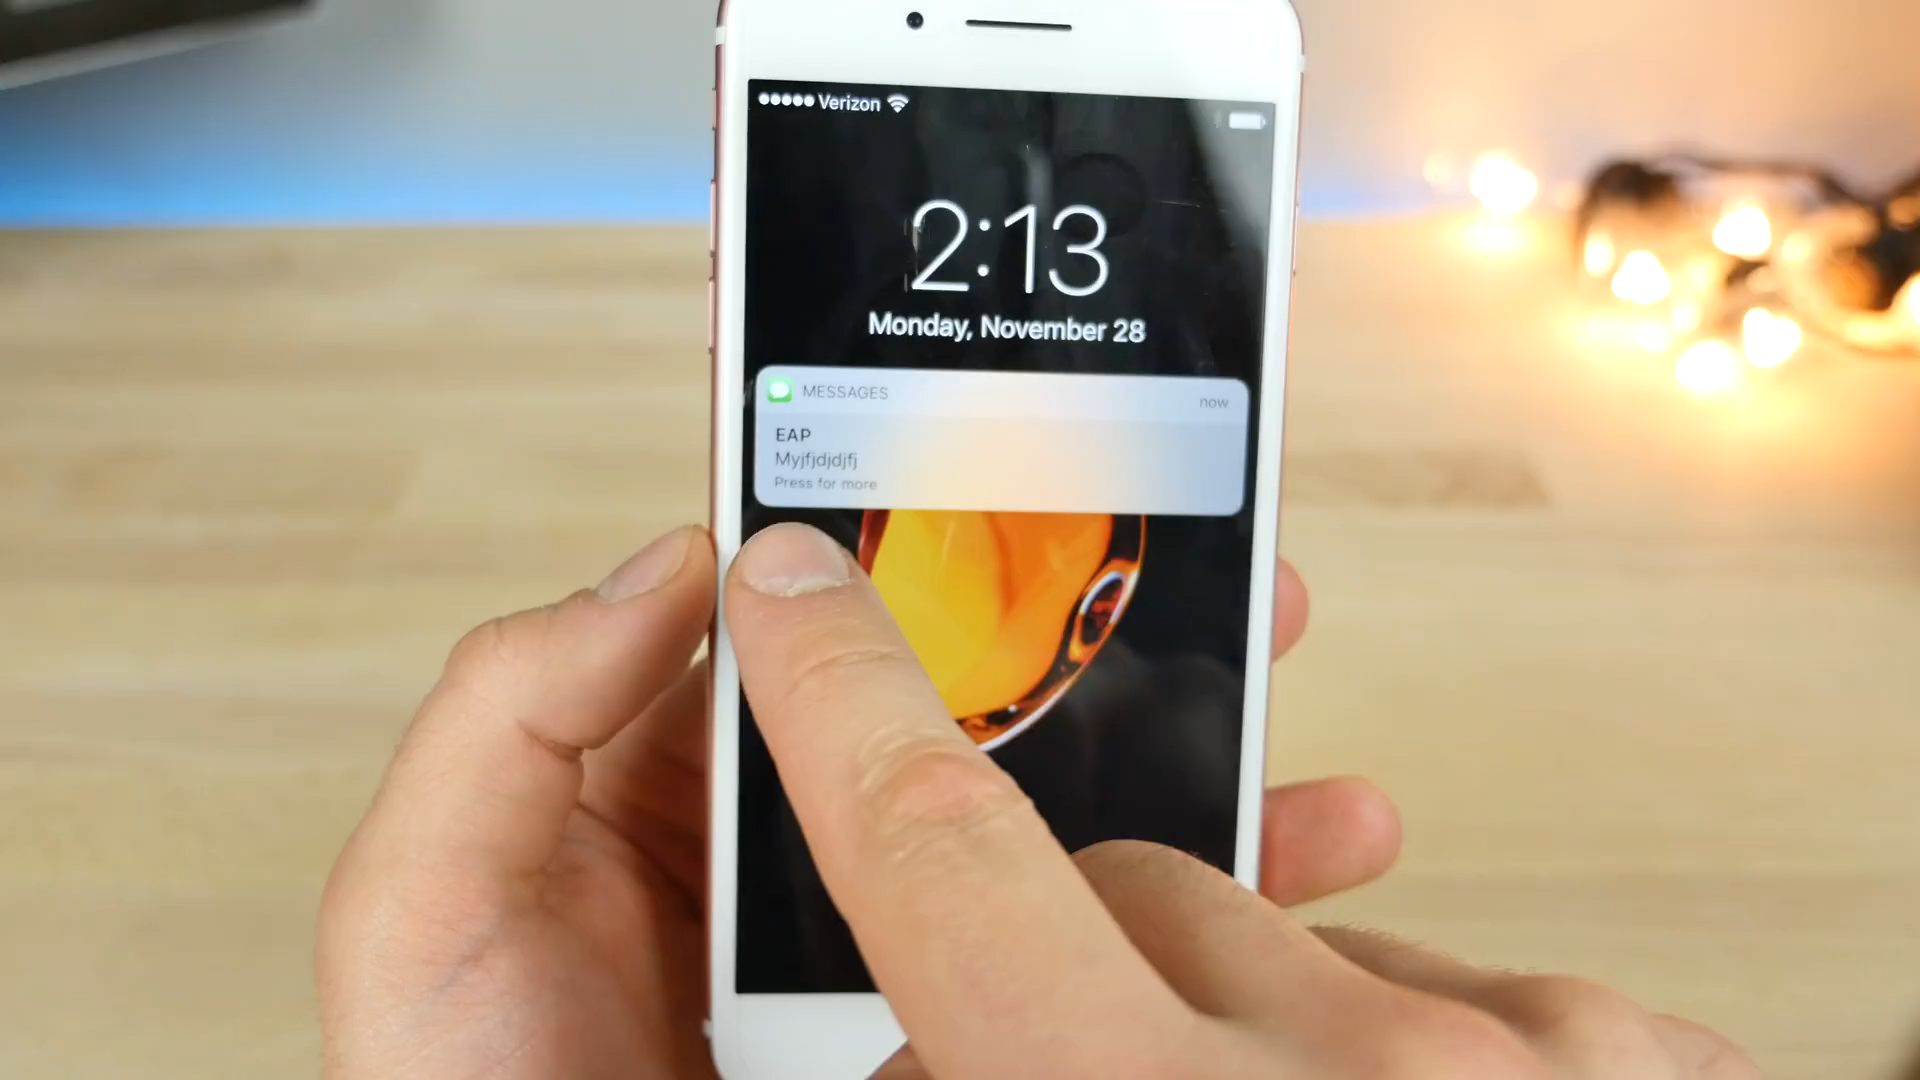 Verizon
2:13
Monday, November 28
MESSAGES now
EAP
Myjfjdjdjfj
Press for more